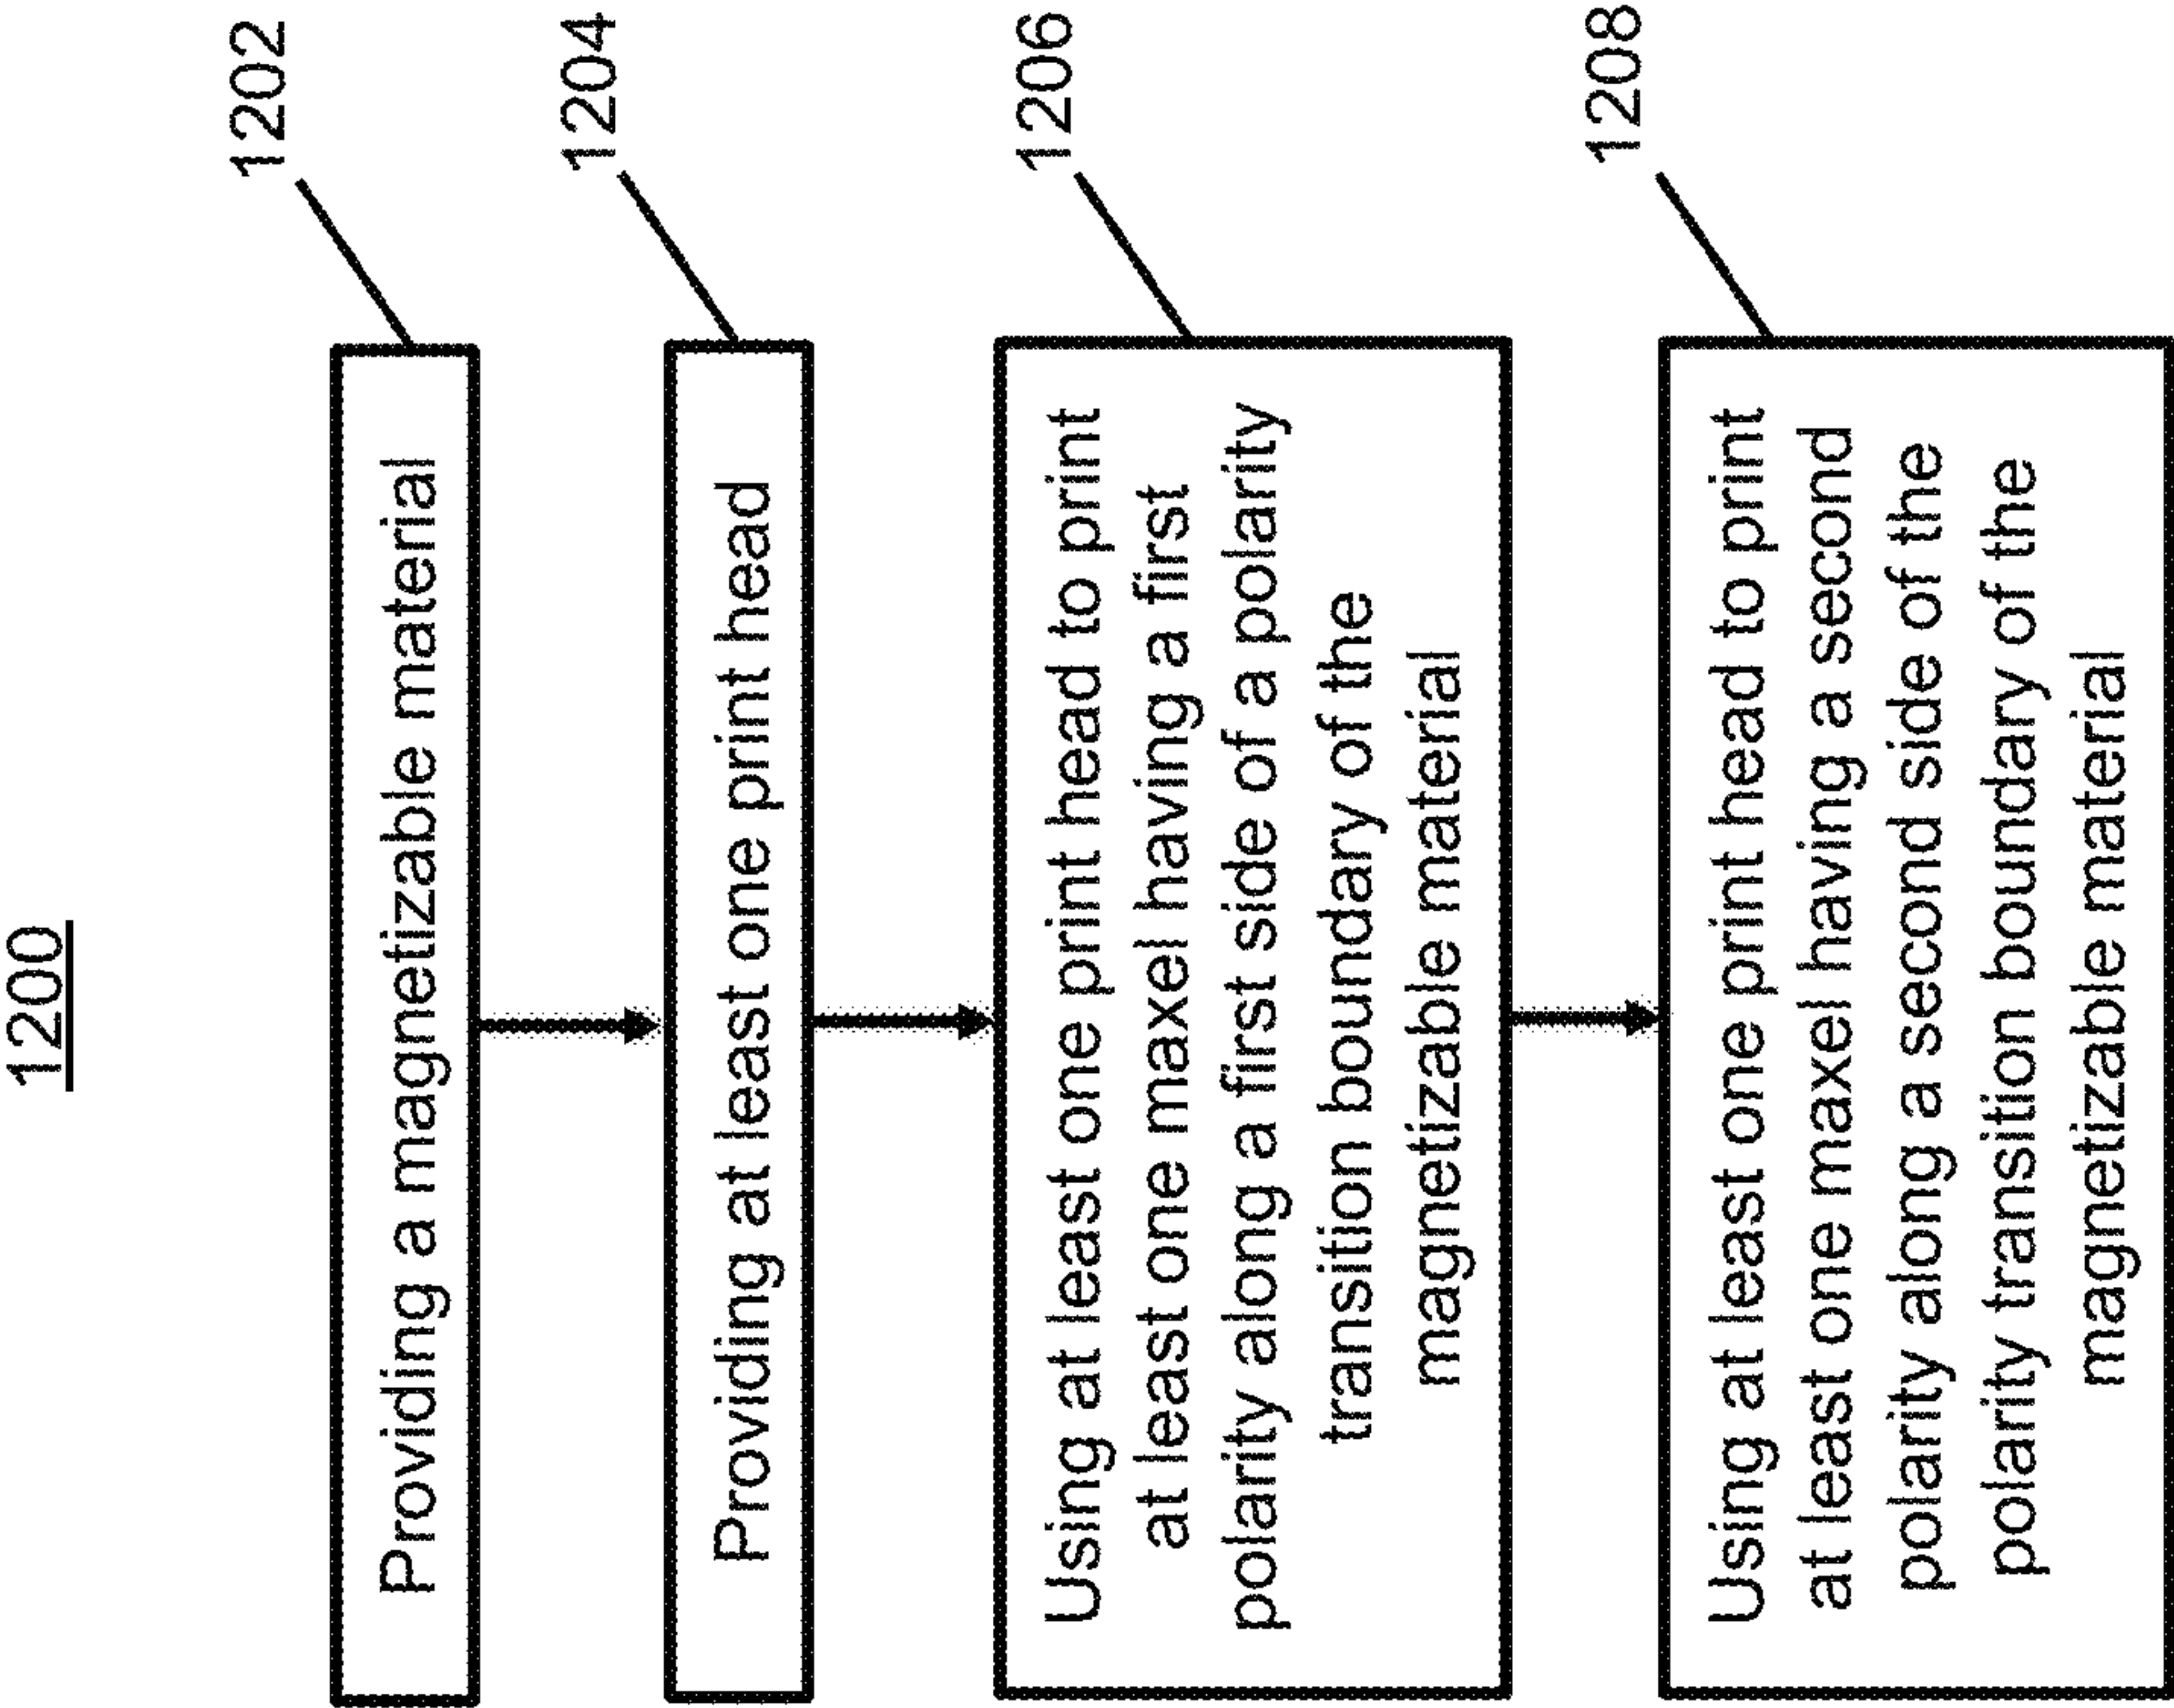 1200
1202
Providing a magnetizable material
1204
Providing at least one print head
1206
Using at least one print head to print
at least one maxel having a first
polarity along a first side of a polarity
transition boundary of the
magnetizable material
1208
Using at least one print head to print
at least one maxel having a second
polarity along a second side of the
polarity transition boundary of the
magnetizable material